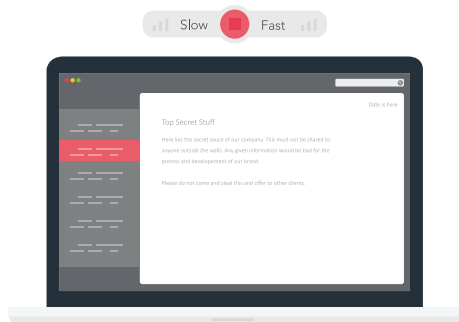 Slow Fast
Date is here
Top Secret Stuff
Here lies the secret sauce of our company. This must not be shared to
anyone outside the walls. Any given information would be bad for the
promiss and developement of our brand.
Please do not come and steal this and offer to other clients.